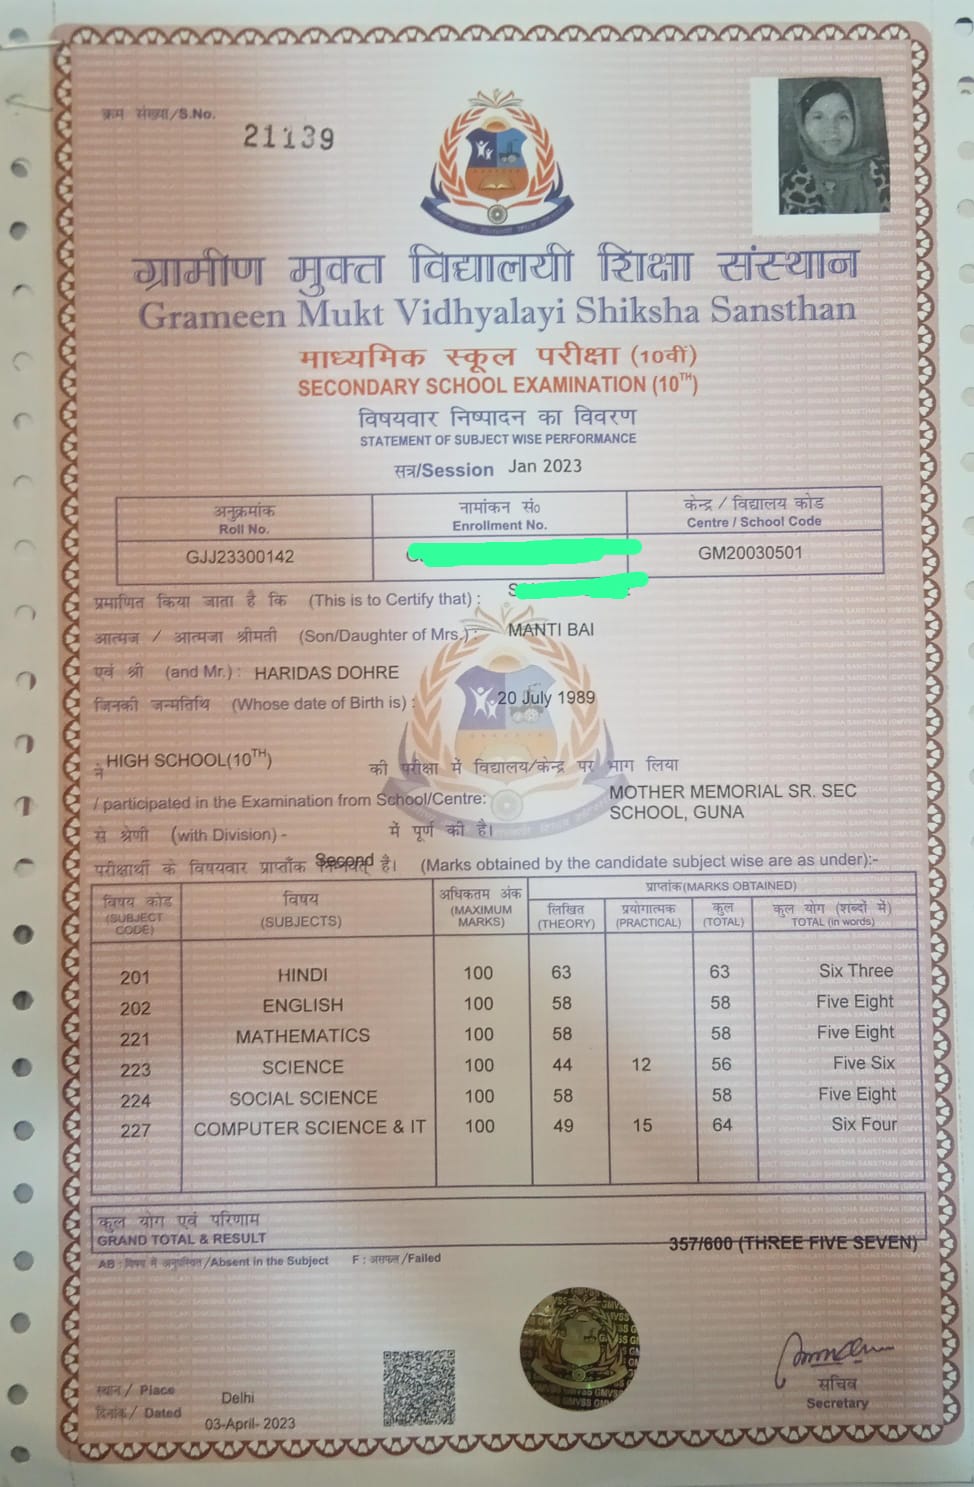 क्रम संख्या/S.No.
21139
ग्रामीण मुक्त विद्यालयी शिक्षा संस्थान
Grameen Mukt Vidhyalayi Shiksha Sansthan
माध्यमिक स्कूल परीक्षा (10वीं)
SECONDARY SCHOOL EXAMINATION (10TH)
विषयवार निष्पादन का विवरण
STATEMENT OF SUBJECT WISE PERFORMANCE
सत्र/Session Jan 2023
अनुक्रमांक नामांकन सं० केन्द्र / विद्यालय कोड
Roll No. Enrollment No. Centre / School Code
GJJ23300142 GM20030501
प्रमाणित किया जाता है कि (This is to Certify that) :
आत्मज / आत्मजा श्रीमती (Son/Daughter of Mrs.) : MANTI BAI
एवं श्री (and Mr.) : HARIDAS DOHRE
जिनकी जन्मतिथि (Whose date of Birth is) : 20 July 1989
ने HIGH SCHOOL(10TH) की परीक्षा में विद्यालय/केन्द्र पर भाग लिया
/ participated in the Examination from School/Centre: MOTHER MEMORIAL SR. SEC
SCHOOL, GUNA
से श्रेणी (with Division) - में पूर्ण की है।
परीक्षार्थी के विषयवार प्राप्ताँक Second निम्नवत् है। (Marks obtained by the candidate subject wise are as under):-
विषय कोड विषय अधिकतम अंक प्राप्तांक(MARKS OBTAINED)
(SUBJECT CODE) (SUBJECTS) (MAXIMUM MARKS) लिखित (THEORY) प्रयोगात्मक (PRACTICAL) कुल (TOTAL) कुल योग (शब्दों में) TOTAL (in words)
201 HINDI 100 63 63 Six Three
202 ENGLISH 100 58 58 Five Eight
221 MATHEMATICS 100 58 58 Five Eight
223 SCIENCE 100 44 12 56 Five Six
224 SOCIAL SCIENCE 100 58 58 Five Eight
227 COMPUTER SCIENCE & IT 100 49 15 64 Six Four
कुल योग एवं परिणाम
GRAND TOTAL & RESULT
357/600 (THREE FIVE SEVEN)
AB : विषय में अनुपस्थित/Absent in the Subject F : असफल/Failed
स्थान/ Place Delhi
दिनांक/ Dated 03-April- 2023
सचिव
Secretary